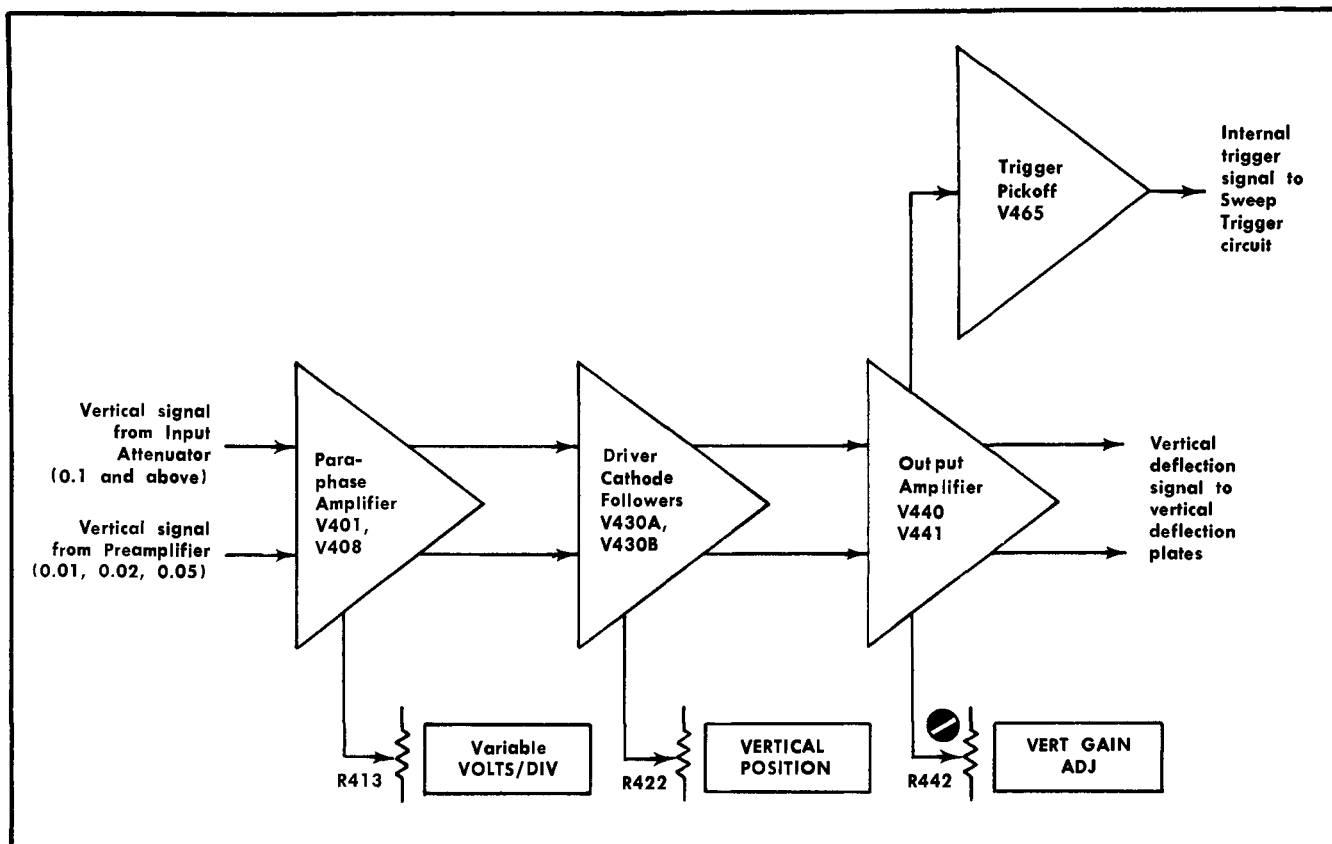 Internal
trigger
signal to
Sweep
Trigger
circuit
Trigger
Pickoff
V465
Vertical signal
from Input
Attenuator
(0.1 and above)
Vertical signal
from Preamplifier
(0.01, 0.02, 0.05)
Para-
phase
Amplifier
V401,
V408
Driver
Cathode
Followers
V430A,
V430B
Output
Amplifier
V440
V441
Vertical
deflection
signal to
vertical
deflection
plates
R413
Variable
VOLTS/DIV
R422
VERTICAL
POSITION
R442
VERT GAIN
ADJ